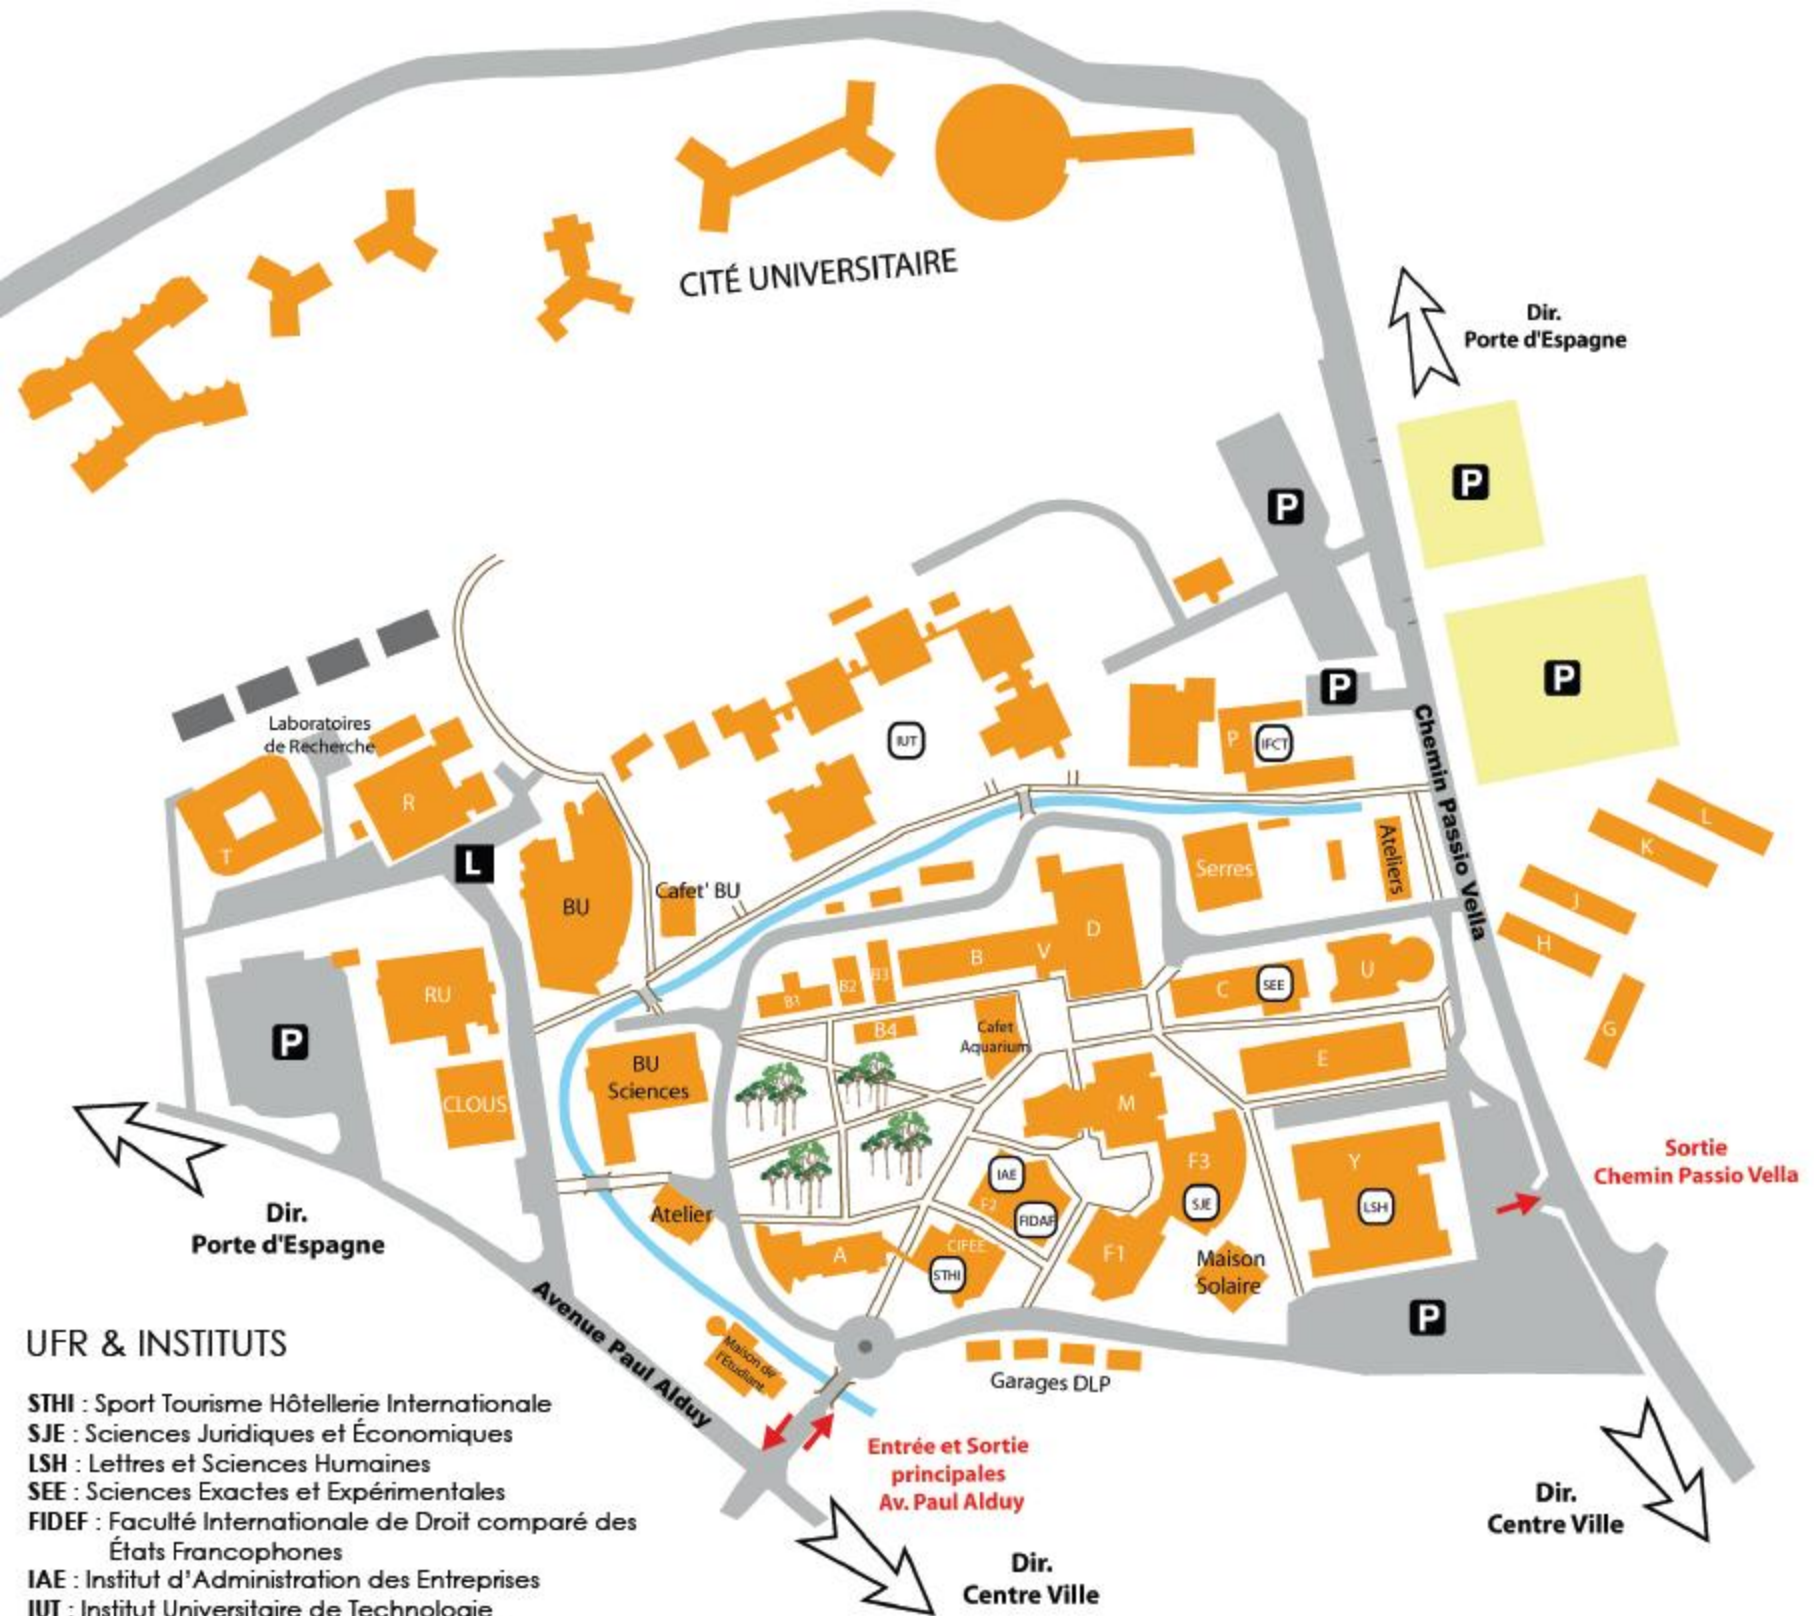 CITÉ UNIVERSITAIRE
Dir.
Porte d'Espagne
P
P
P
P
Laboratoires
de Recherche
IUT
P
IFCT
Chemin Passio Vella
T
R
L
BU
Cafet' BU
Serres
Ateliers
L
K
J
H
G
P
RU
CLOUS
BU
Sciences
B1
B2
B3
B
V
D
B4
Cafet
Aquarium
C
SEE
U
E
M
IAE
F2
FIDAF
F3
SJE
Y
LSH
Sortie
Chemin Passio Vella
Dir.
Porte d'Espagne
Atelier
A
CIFEE
STHI
F1
Maison
Solaire
P
Avenue Paul Alduy
Maison de
l'Etudiant
Garages DLP
Entrée et Sortie
principales
Av. Paul Alduy
Dir.
Centre Ville
Dir.
Centre Ville
UFR & INSTITUTS
STHI : Sport Tourisme Hôtellerie Internationale
SJE : Sciences Juridiques et Économiques
LSH : Lettres et Sciences Humaines
SEE : Sciences Exactes et Expérimentales
FIDEF : Faculté Internationale de Droit comparé des
États Francophones
IAE : Institut d'Administration des Entreprises
IUT : Institut Universitaire de Technologie